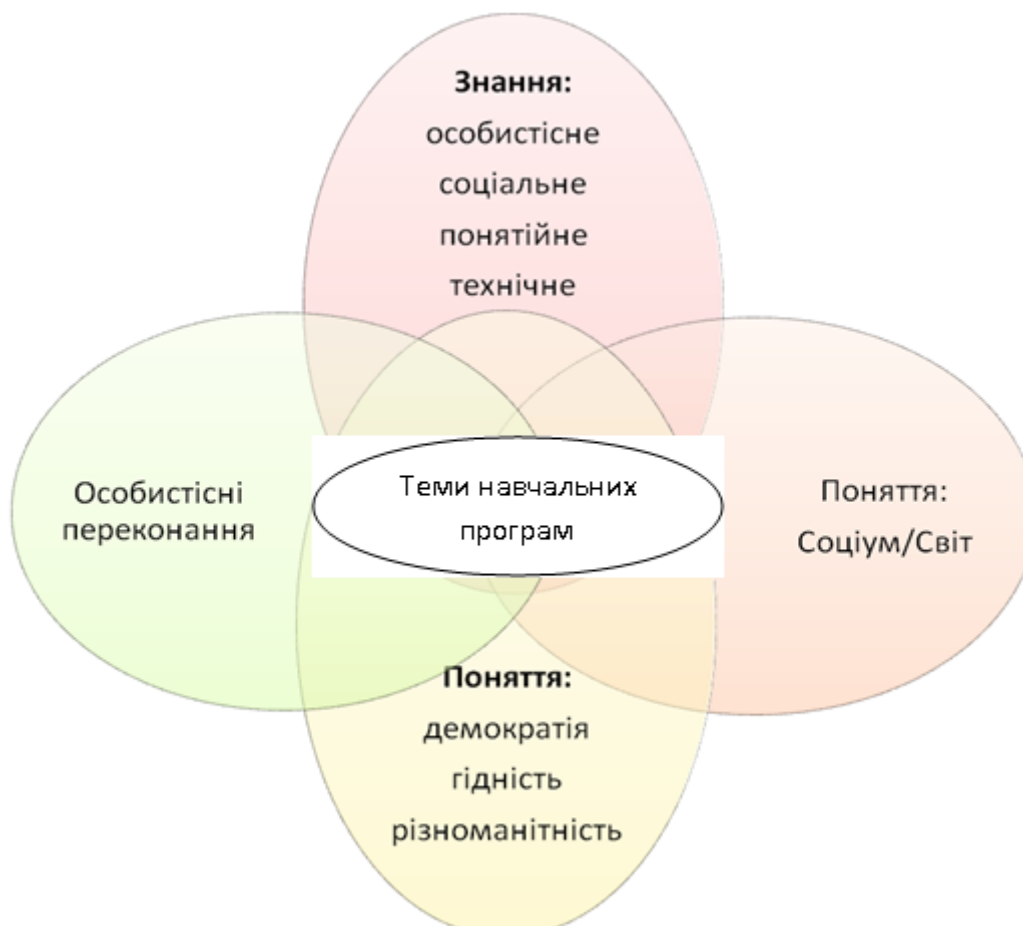 Знання:
особистісне
соціальне
понятійне
технічне
Особистісні
переконання
Теми навчальних
програм
Поняття:
Соціум/Світ
Поняття:
демократія
гідність
різноманітність